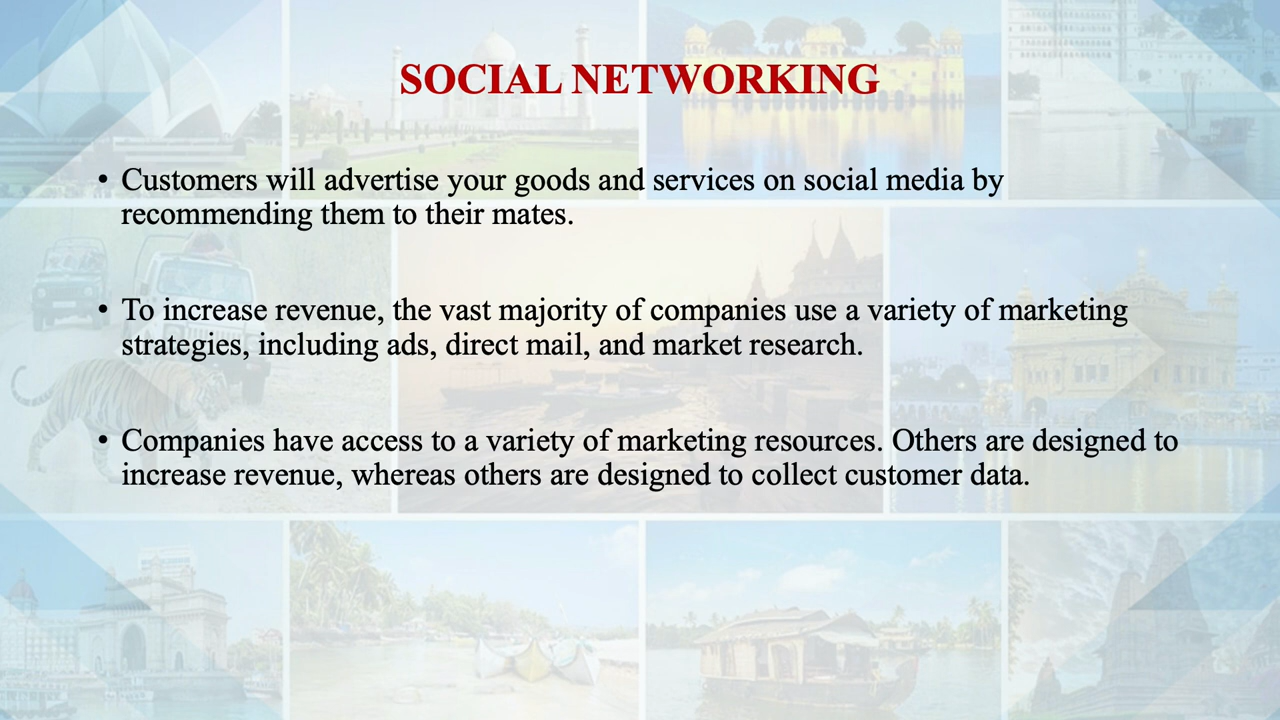 SOCIAL NETWORKING
• Customers will advertise your goods and services on social media by
recommending them to their mates.
• To increase revenue, the vast majority of companies use a variety of marketing
strategies, including ads, direct mail, and market research.
• Companies have access to a variety of marketing resources. Others are designed to
increase revenue, whereas others are designed to collect customer data.